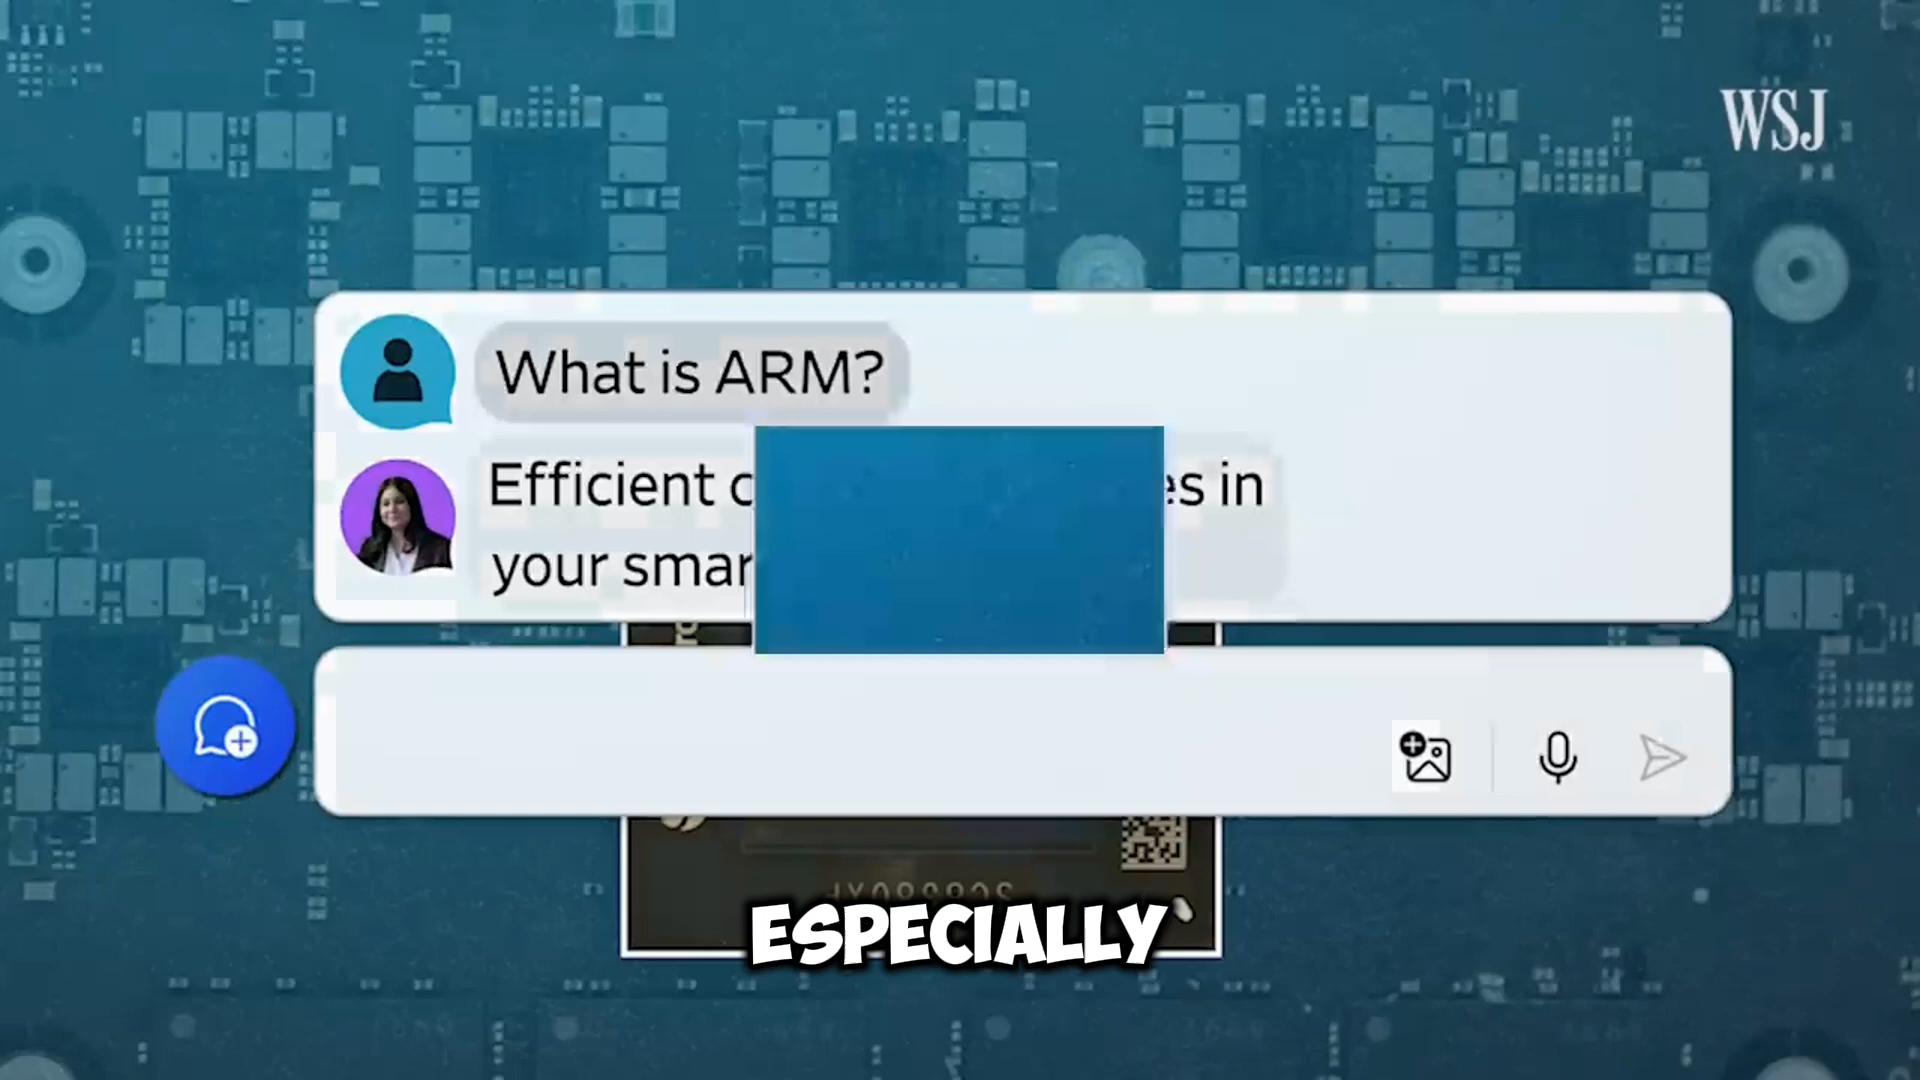 WSJ
What is ARM?
Efficient c es in
your smar
ESPECIALLY